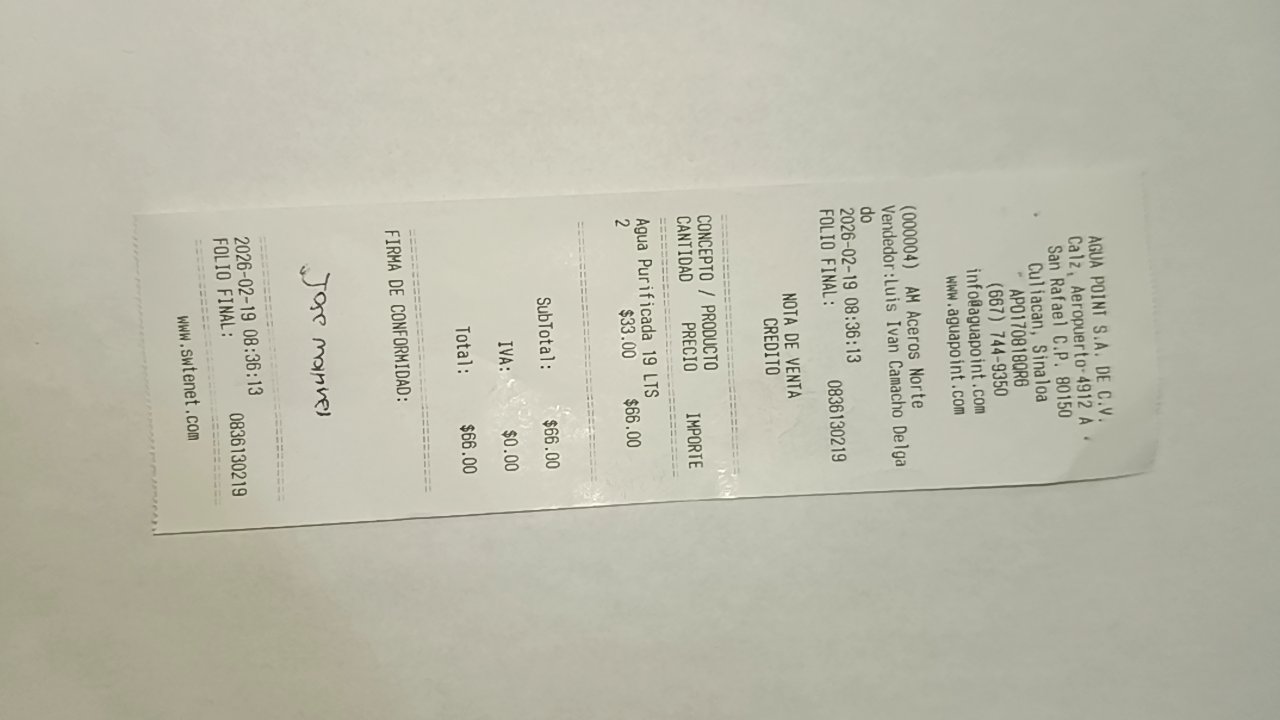 AGUA POINT S.A. DE C.V.
Calz, Aeropuerto 4912 A
San Rafael C.P. 80150
Culiacan, Sinaloa
APO170818QR6
(667) 744-9350
info@aguapoint.com
www.aguapoint.com
(000004) AM Aceros Norte
Vendedor:Luis Ivan Camacho Delga
do
2026-02-19 08:36:13
FOLIO FINAL: 0836130219
NOTA DE VENTA
CREDITO
CONCEPTO / PRODUCTO
CANTIDAD PRECIO IMPORTE
Agua Purificada 19 LTS
2 $33.00 $66.00
SubTotal: $66.00
IVA: $0.00
Total: $66.00
FIRMA DE CONFORMIDAD:
Jose manuel
2026-02-19 08:36:13
FOLIO FINAL: 0836130219
www.swtenet.com